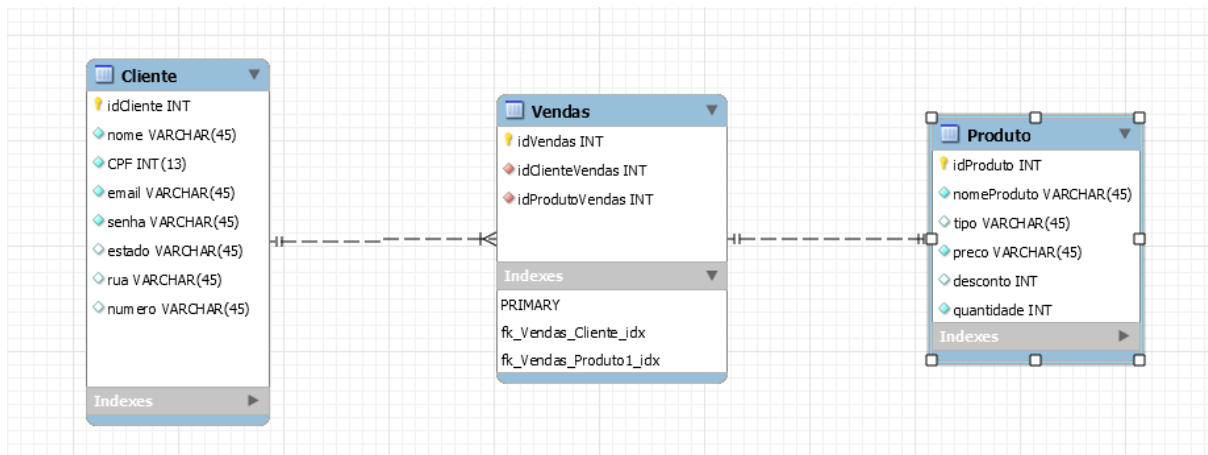 Cliente
idCliente INT
nome VARCHAR(45)
CPF INT(13)
email VARCHAR(45)
senha VARCHAR(45)
estado VARCHAR(45)
rua VARCHAR(45)
numero VARCHAR(45)
Indexes
Vendas
idVendas INT
idClienteVendas INT
idProdutoVendas INT
Indexes
PRIMARY
fk_Vendas_Cliente_idx
fk_Vendas_Produto1_idx
Produto
idProduto INT
nomeProduto VARCHAR(45)
tipo VARCHAR(45)
preco VARCHAR(45)
desconto INT
quantidade INT
Indexes